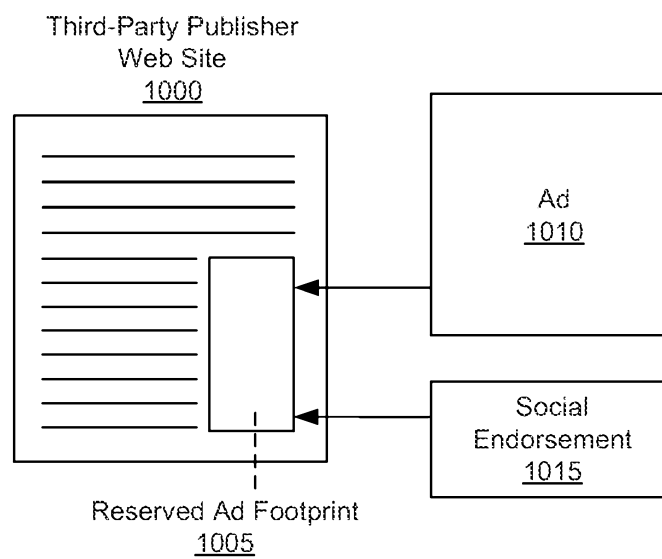 Third-Party Publisher
Web Site
1000
Ad
1010
Social
Endorsement
1015
Reserved Ad Footprint
1005